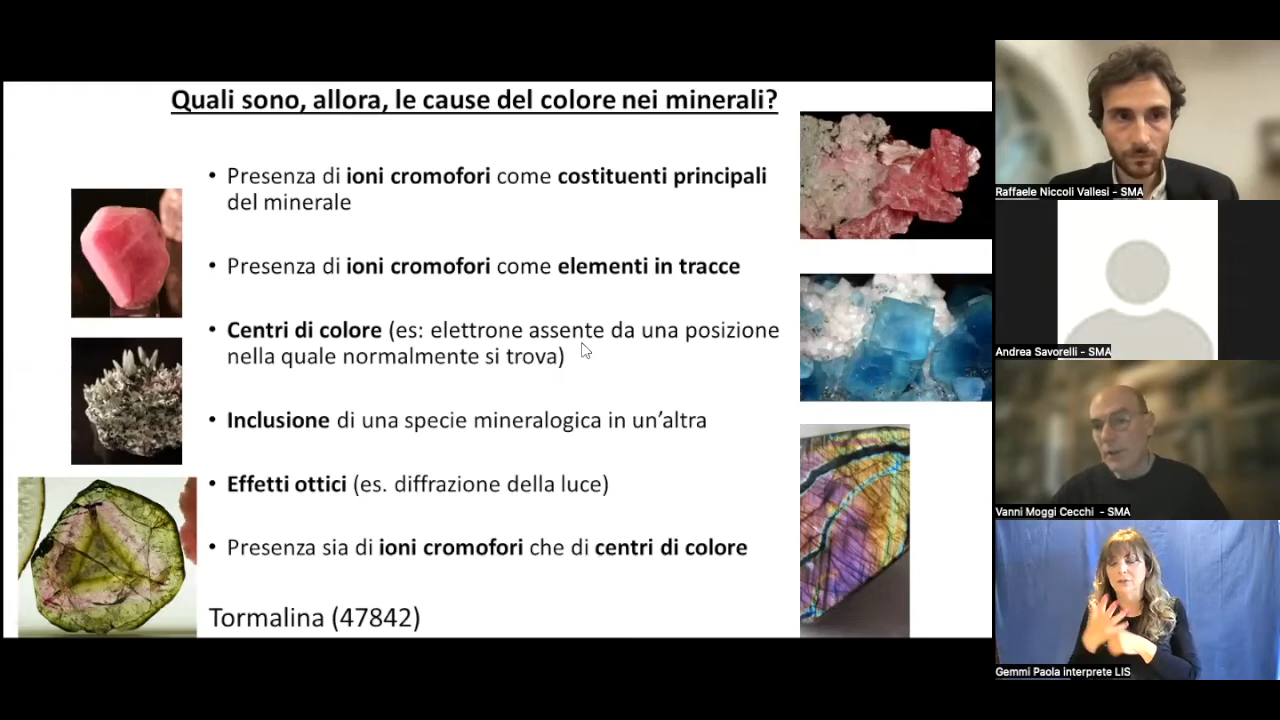 Quali sono, allora, le cause del colore nei minerali?
• Presenza di ioni cromofori come costituenti principali
del minerale
• Presenza di ioni cromofori come elementi in tracce
• Centri di colore (es: elettrone assente da una posizione
nella quale normalmente si trova)
• Inclusione di una specie mineralogica in un’altra
• Effetti ottici (es. diffrazione della luce)
• Presenza sia di ioni cromofori che di centri di colore
Tormalina (47842)
Raffaele Niccoli Vallesi - SMA
Andrea Savorelli - SMA
Vanni Moggi Cecchi - SMA
Gemmi Paola interprete LIS